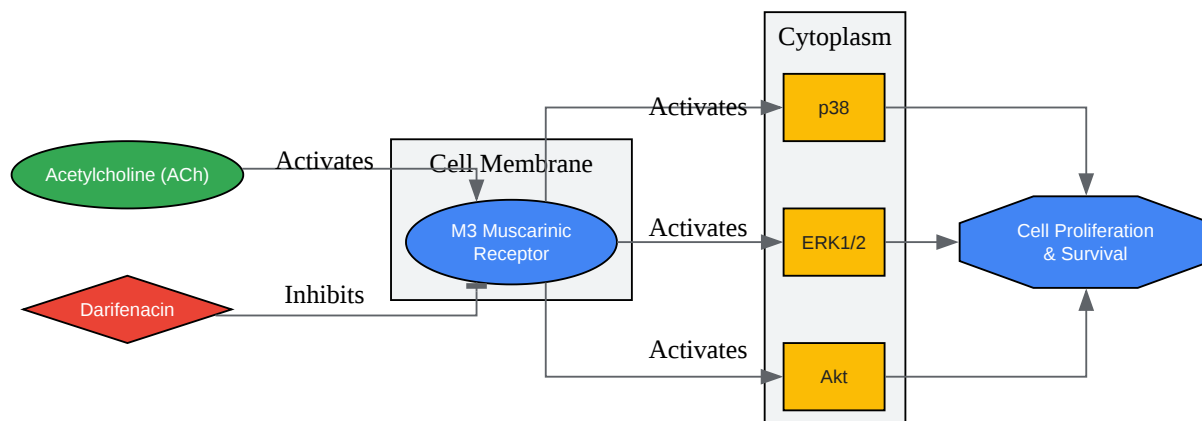 Cytoplasm
p38
Activates
Activates
Cell Membrane
Acetylcholine (ACh)
M3 Muscarinic
Receptor
Activates
ERK1/2
Cell Proliferation
& Survival
Inhibits
Darifenacin
Activates
Akt